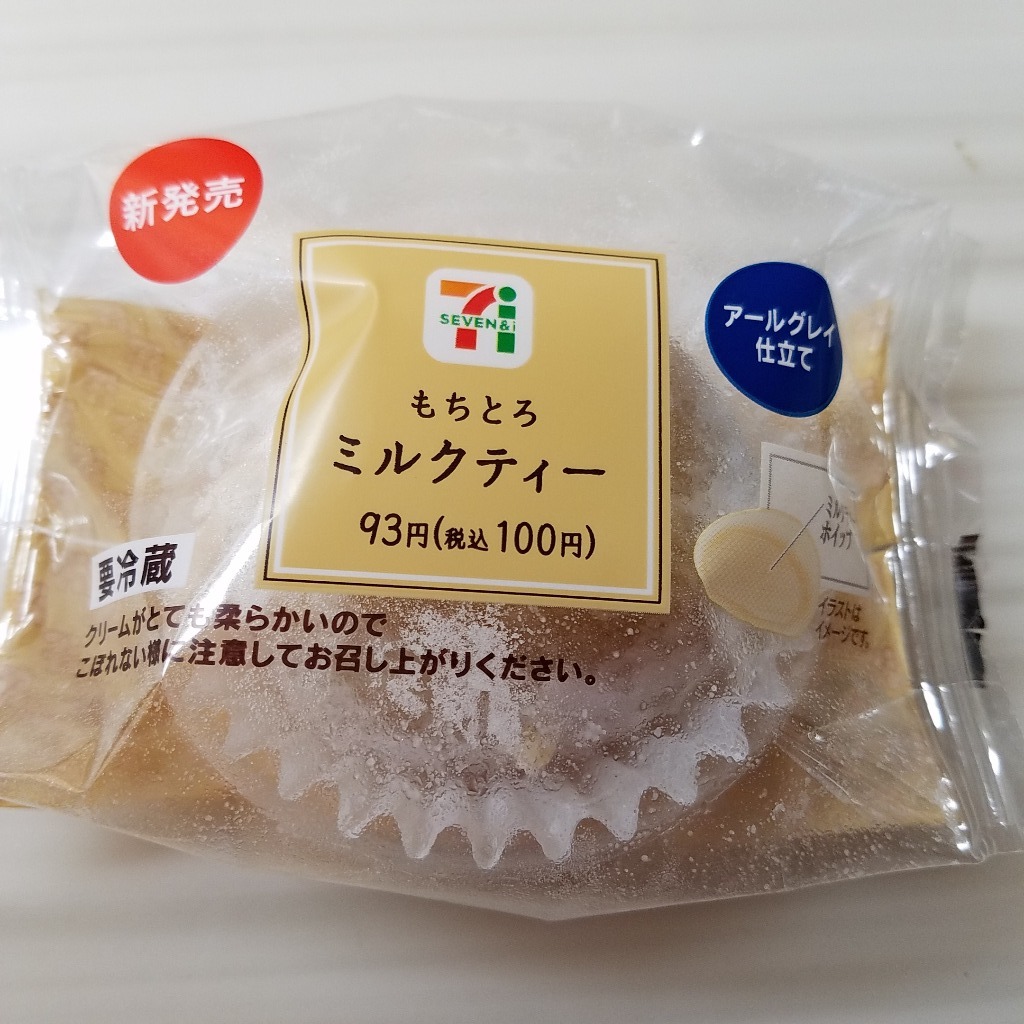 新発売
SEVEN&i
アールグレイ
仕立て
もちとろ
ミルクティー
93円(税込100円)
ホイップ
イラストは
イメージです。
要冷蔵
クリームがとても柔らかいので
こぼれない様に注意してお召し上がりください。